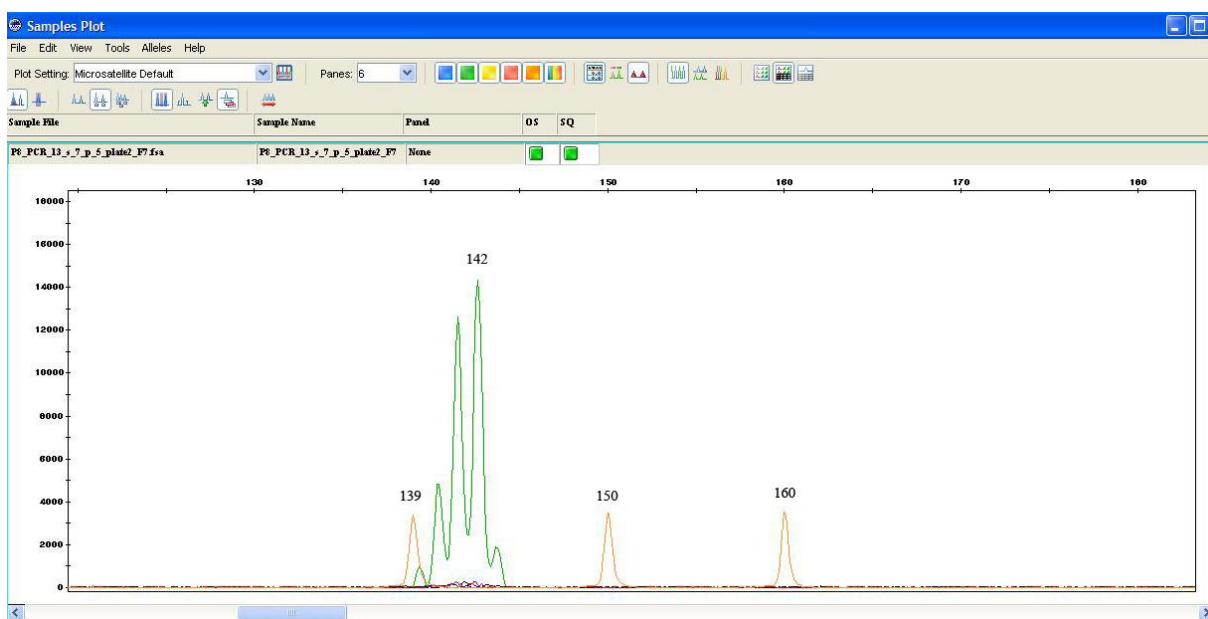 Samples Plot
File Edit View Tools Alleles Help
Plot Setting: Microsatellite Default Panes: 6
Sample File Sample Name Panel OS SQ
P8_PCR_13_s_7_p_5_plate2_F7.fsa P8_PCR_13_s_7_p_5_plate2_F7 None
130 140 150 160 170 180
18000
16000
142
14000
12000
10000
8000
6000
4000
139 150 160
2000
0